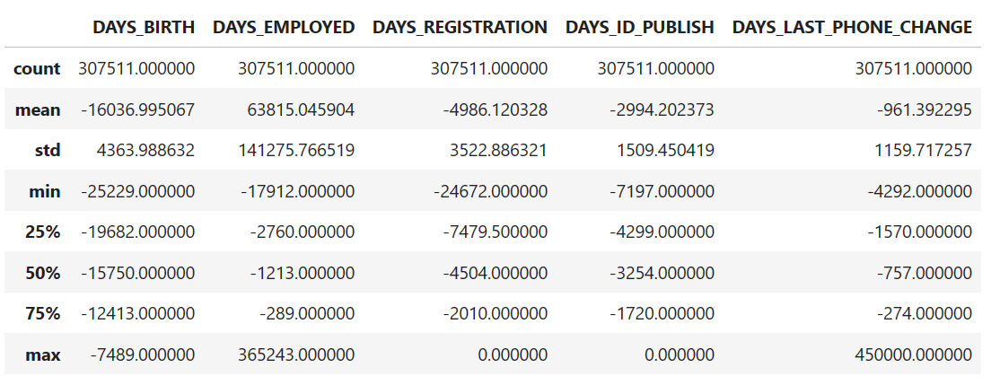 DAYS_BIRTH DAYS_EMPLOYED DAYS_REGISTRATION DAYS_ID_PUBLISH DAYS_LAST_PHONE_CHANGE
count 307511.000000 307511.000000 307511.000000 307511.000000 307511.000000
mean -16036.995067 63815.045904 -4986.120328 -2994.202373 -961.392295
std 4363.988632 141275.766519 3522.886321 1509.450419 1159.717257
min -25229.000000 -17912.000000 -24672.000000 -7197.000000 -4292.000000
25% -19682.000000 -2760.000000 -7479.500000 -4299.000000 -1570.000000
50% -15750.000000 -1213.000000 -4504.000000 -3254.000000 -757.000000
75% -12413.000000 -289.000000 -2010.000000 -1720.000000 -274.000000
max -7489.000000 365243.000000 0.000000 0.000000 450000.000000